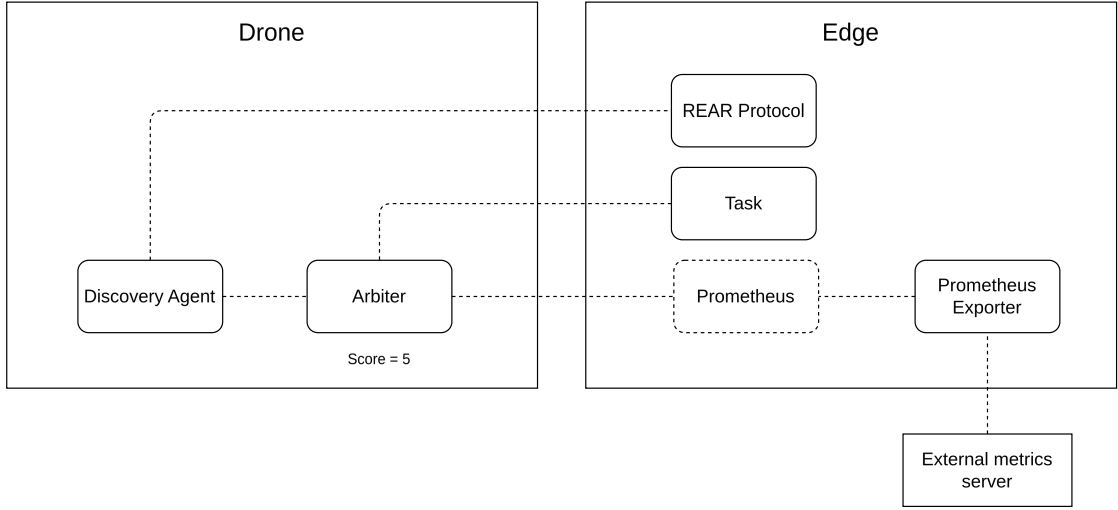 Drone
Edge
REAR Protocol
Task
Discovery Agent
Arbiter
Prometheus
Prometheus
Exporter
Score = 5
External metrics
server